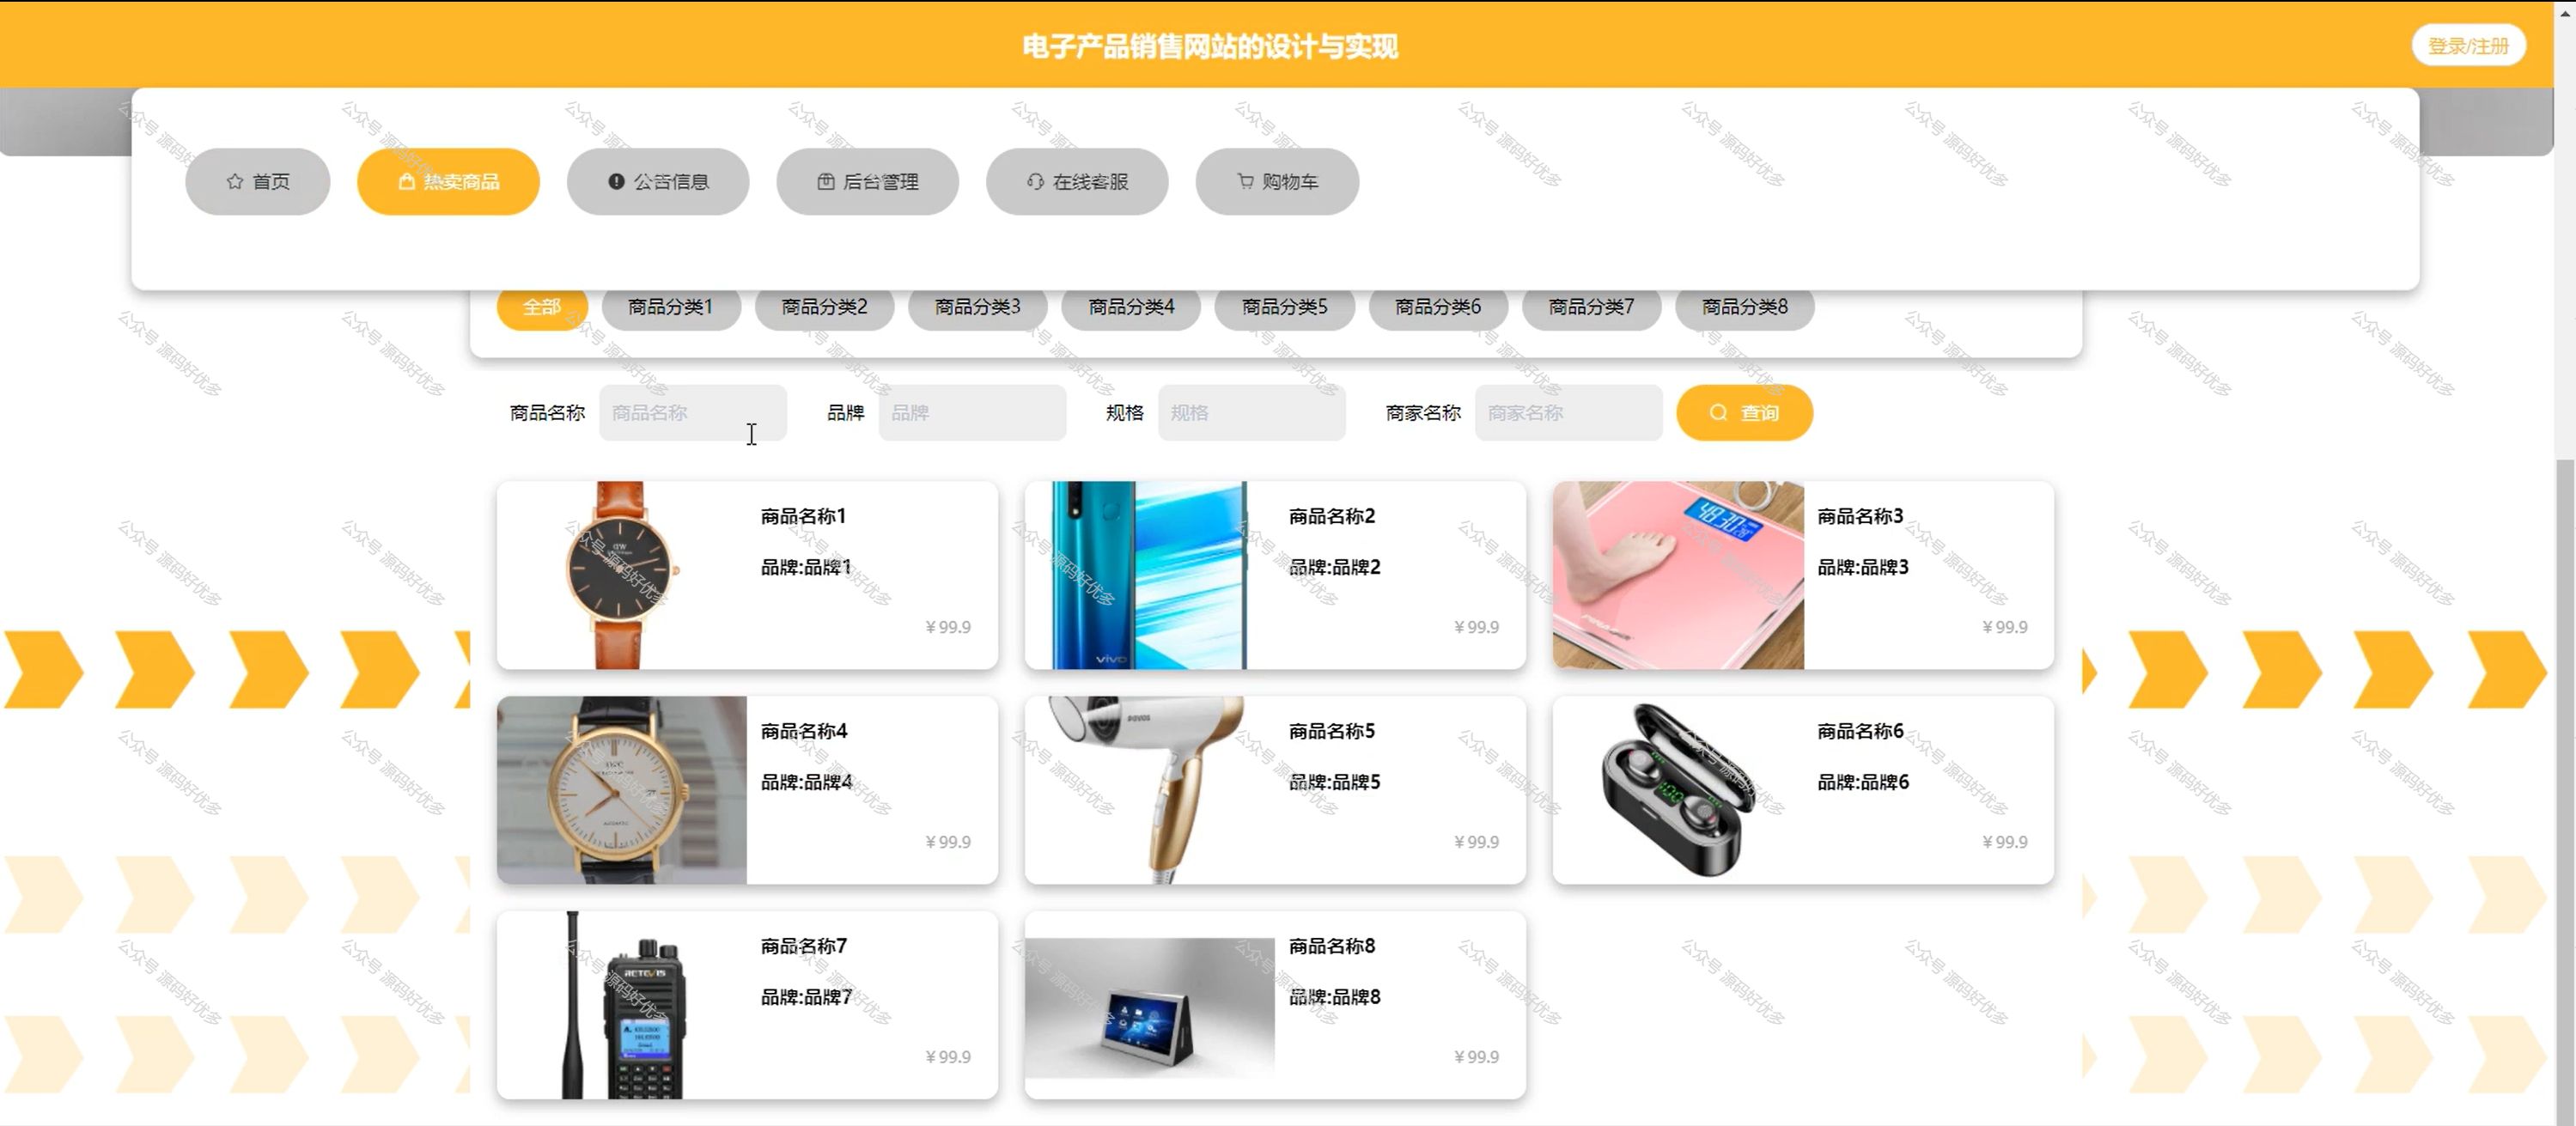 电子产品销售网站的设计与实现
登录/注册
首页
热卖商品
公告信息
后台管理
在线客服
购物车
全部
商品分类1
商品分类2
商品分类3
商品分类4
商品分类5
商品分类6
商品分类7
商品分类8
商品名称 商品名称
品牌 品牌
规格 规格
商家名称 商家名称
查询
商品名称1
品牌:品牌1
¥99.9
商品名称2
品牌:品牌2
¥99.9
vivo
商品名称3
品牌:品牌3
¥99.9
商品名称4
品牌:品牌4
¥99.9
商品名称5
品牌:品牌5
¥99.9
商品名称6
品牌:品牌6
¥99.9
商品名称7
品牌:品牌7
¥99.9
RETEVIS
商品名称8
品牌:品牌8
¥99.9
公众号 源码好优多